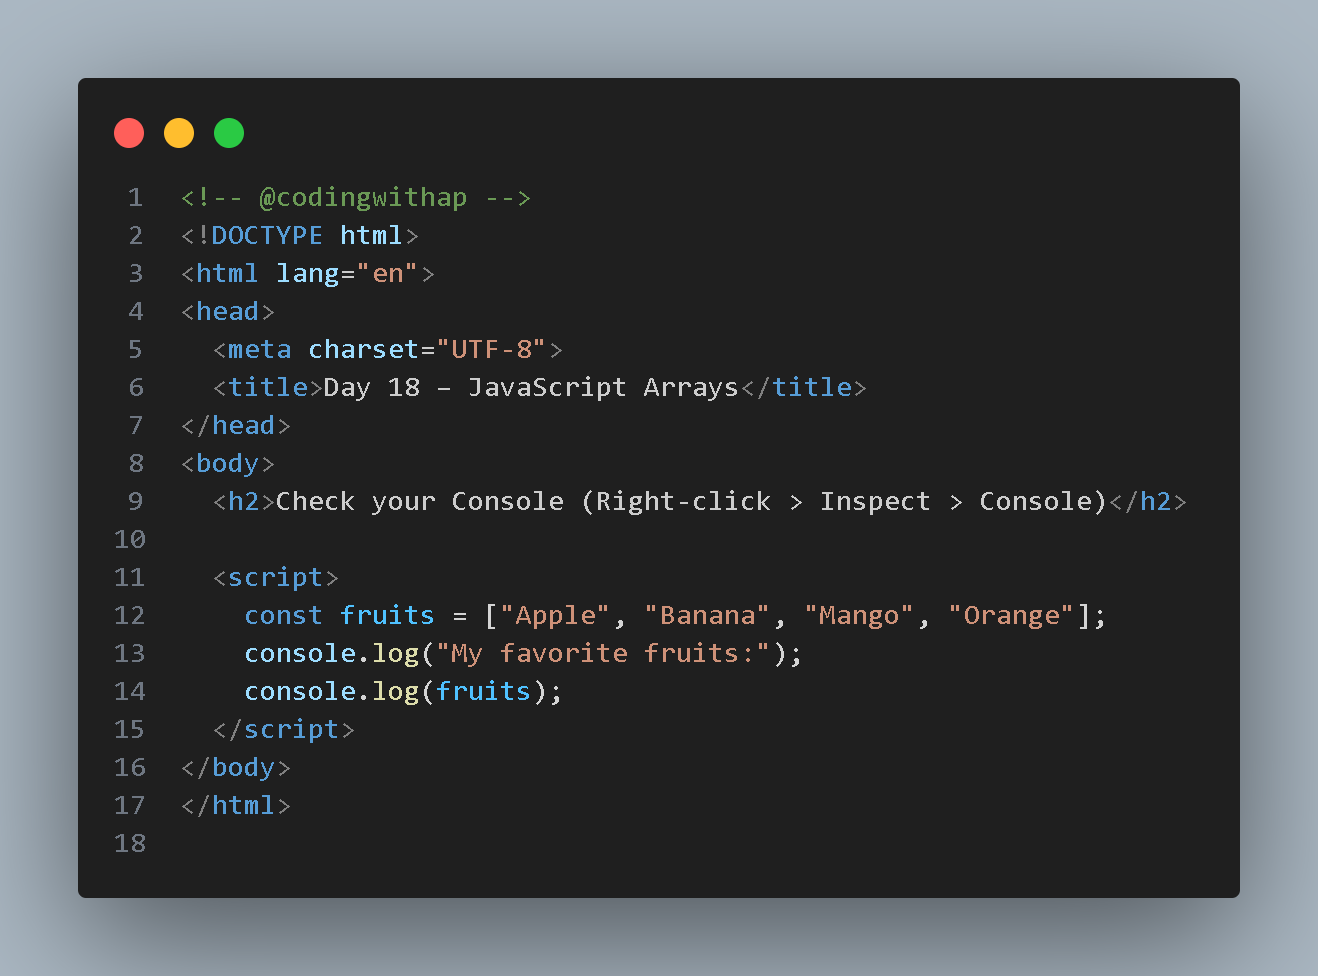 1 <!-- @codingwithap -->
2 <!DOCTYPE html>
3 <html lang="en">
4 <head>
5   <meta charset="UTF-8">
6   <title>Day 18 – JavaScript Arrays</title>
7 </head>
8 <body>
9   <h2>Check your Console (Right-click > Inspect > Console)</h2>
10
11   <script>
12     const fruits = ["Apple", "Banana", "Mango", "Orange"];
13     console.log("My favorite fruits:");
14     console.log(fruits);
15   </script>
16 </body>
17 </html>
18